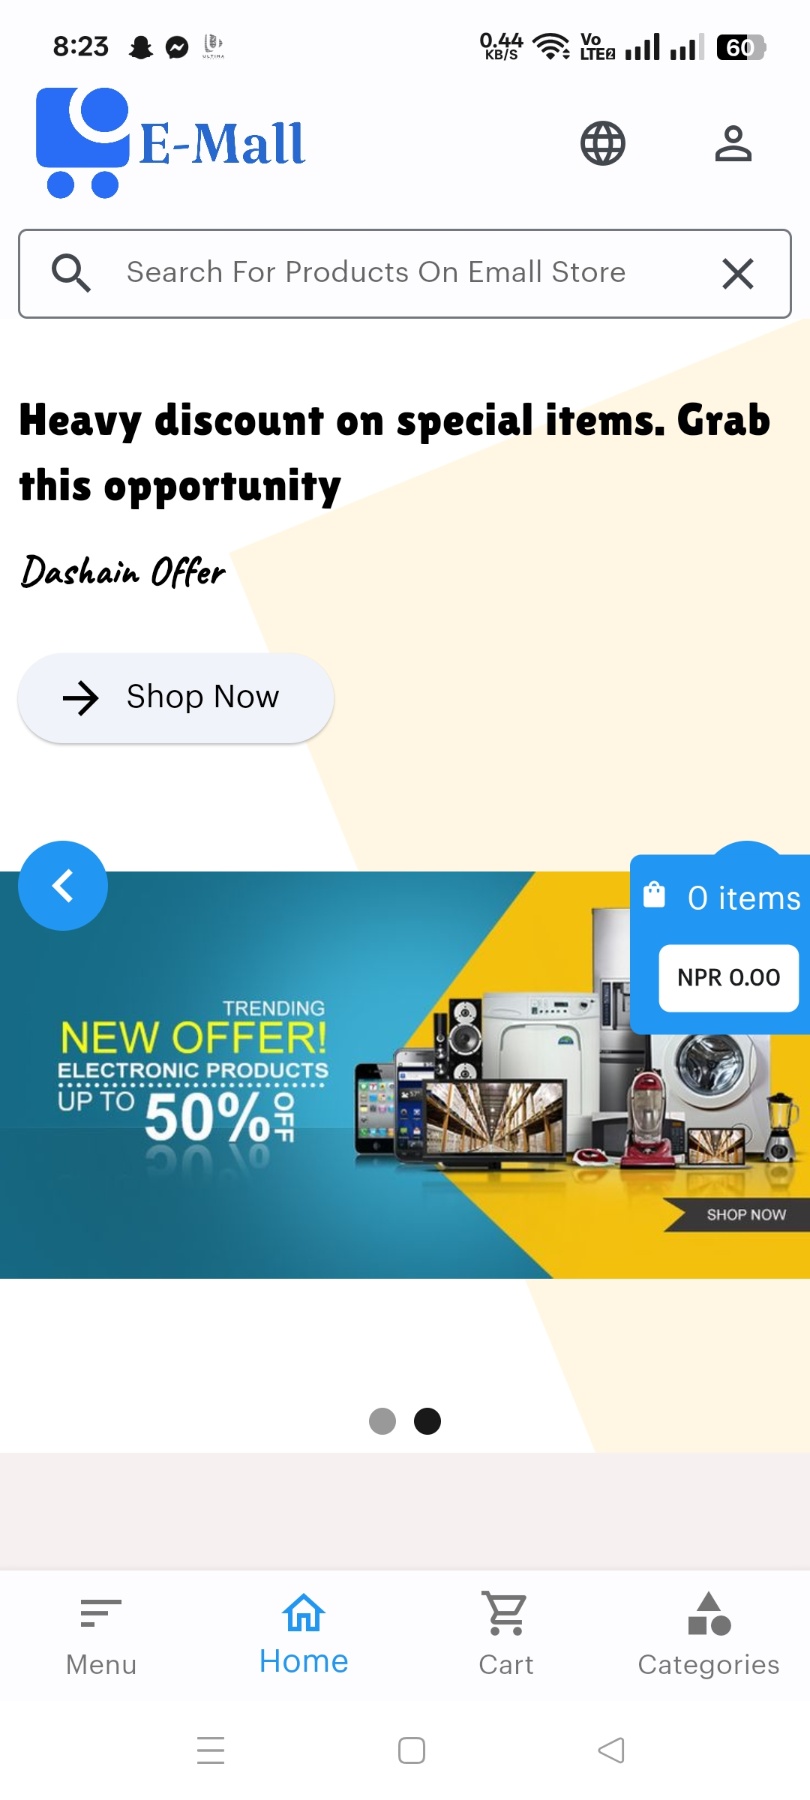 8:23
0.44
KB/S
Vo
LTE2
60
E-Mall
Search For Products On Emall Store
Heavy discount on special items. Grab
this opportunity
Dashain Offer
Shop Now
0 items
NPR 0.00
TRENDING
NEW OFFER!
ELECTRONIC PRODUCTS
UP TO 50% OFF
SHOP NOW
Menu
Home
Cart
Categories